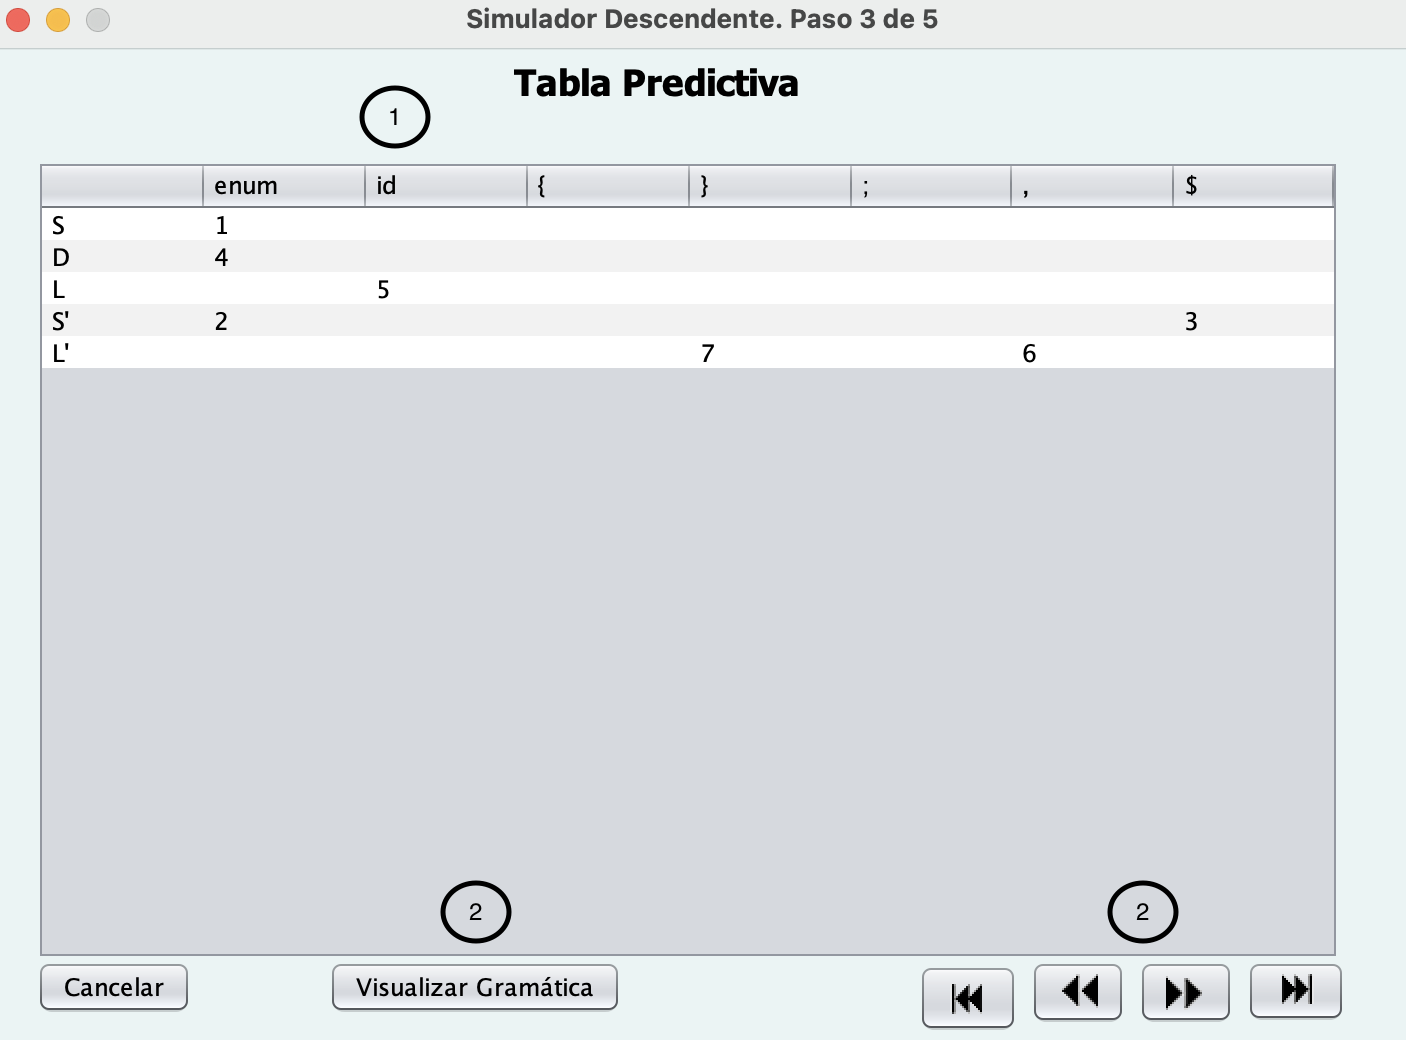 Simulador Descendente. Paso 3 de 5
Tabla Predictiva
1
enum id { } ; , $
S 1
D 4
L 5
S' 2 3
L' 7 6
2 2
Cancelar Visualizar Gramática